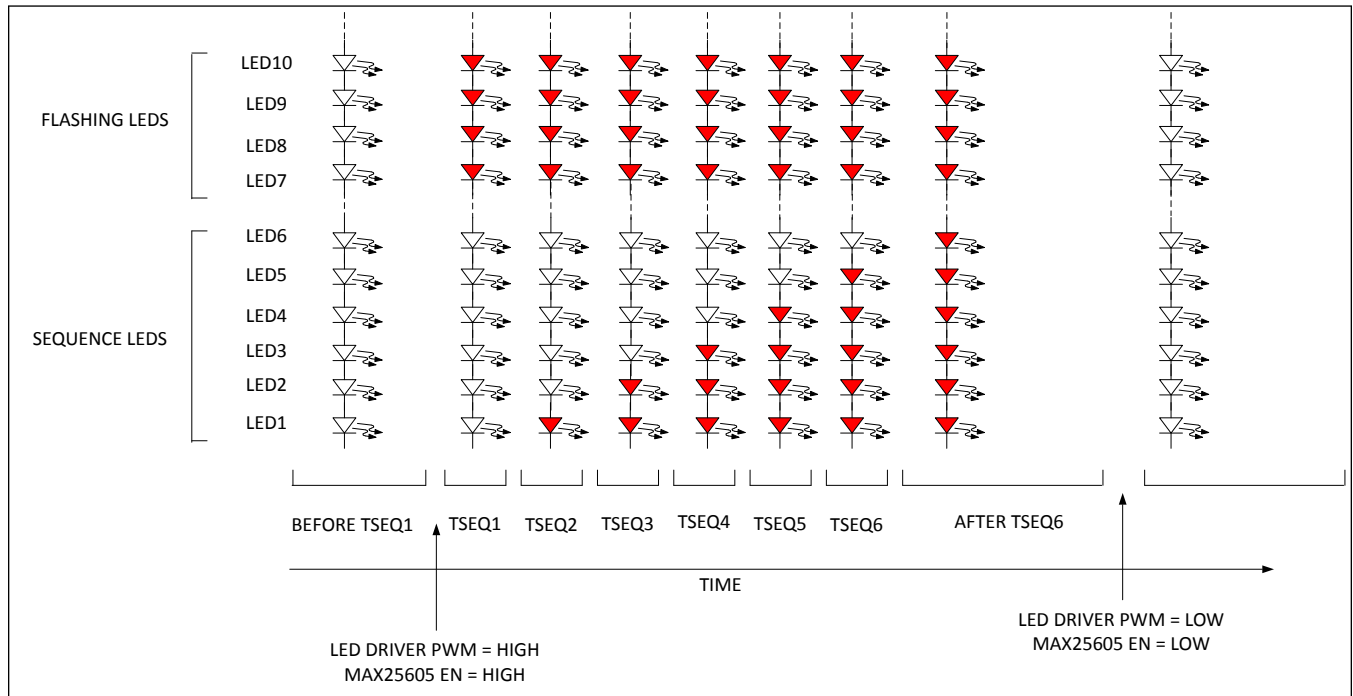 LED10
LED9
FLASHING LEDS
LED8
LED7
LED6
LED5
LED4
SEQUENCE LEDS
LED3
LED2
LED1
BEFORE TSEQ1
TSEQ1
TSEQ2
TSEQ3
TSEQ4
TSEQ5
TSEQ6
AFTER TSEQ6
TIME
LED DRIVER PWM = HIGH
MAX25605 EN = HIGH
LED DRIVER PWM = LOW
MAX25605 EN = LOW